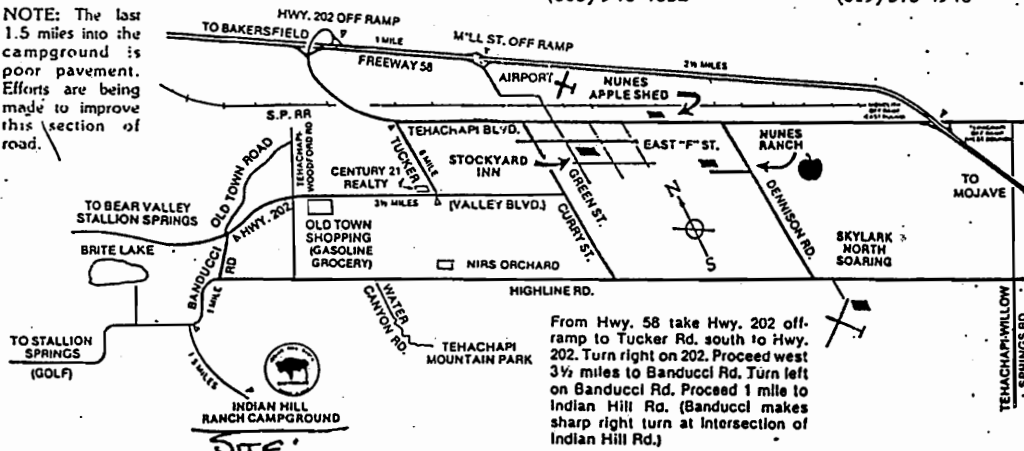 NOTE: The last
1.5 miles into the
campground is
poor pavement.
Efforts are being
made to improve
this section of
road.
HWY. 202 OFF RAMP
TO BAKERSFIELD
1 MILE
FREEWAY 58
MILL ST. OFF RAMP
2½ MILES
AIRPORT
NUNES
APPLE SHED
S.P. RR
TEHACHAPI BLVD.
EAST "F" ST.
NUNES
RANCH
TO
MOJAVE
OLD TOWN ROAD
TEHACHAPI
WOODFORD RD
TUCKER
CENTURY 21
REALTY
STOCKYARD
INN
GREEN ST.
CURRY ST.
DENNISON RD.
N
S
3½ MILES
[VALLEY BLVD.]
TO BEAR VALLEY
STALLION SPRINGS
HWY. 202
OLD TOWN
SHOPPING
(GASOLINE
GROCERY)
SKYLARK
NORTH
SOARING
BRITE LAKE
BANDUCCI
RD
1 MILE
NIRS ORCHARD
HIGHLINE RD.
WATER
CANYON RD.
TEHACHAPI
MOUNTAIN PARK
TEHACHAPI-WILLOW
SPRINGS RD
TO STALLION
SPRINGS
(GOLF)
MILES
INDIAN HILL
RANCH CAMPGROUND
SITE
From Hwy. 58 take Hwy. 202 off-
ramp to Tucker Rd. south to Hwy.
202. Turn right on 202. Proceed west
3½ miles to Banducci Rd. Turn left
on Banducci Rd. Proceed 1 mile to
Indian Hill Rd. (Banducci makes
sharp right turn at intersection of
Indian Hill Rd.)